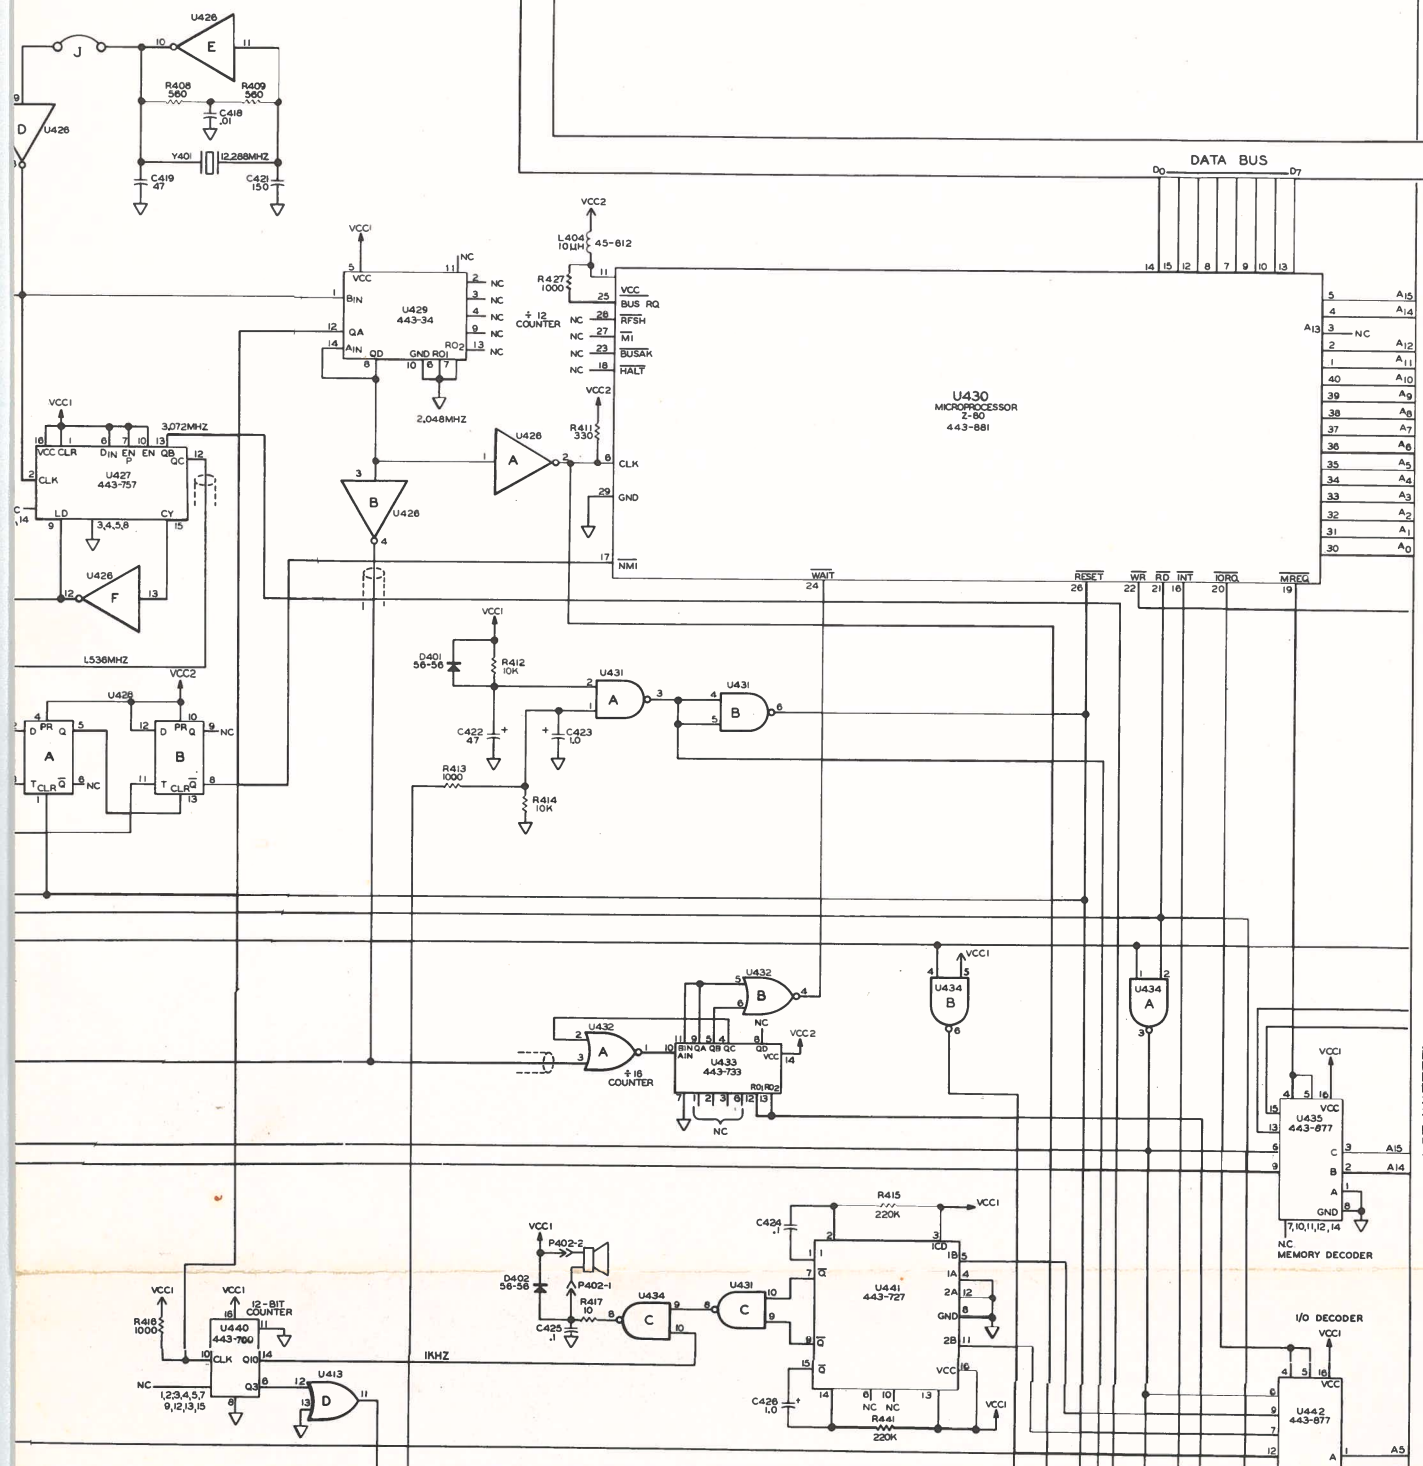 U426
10
E
11
J
R408
560
R409
560
C418
.01
9
D
U426
Y401
12.288MHZ
C419
47
C421
150
DATA BUS
D0
D7
14 15 12 8 7 9 10 13
VCC1
5
VCC
11
NC
1
BIN
2 NC
3 NC
4 NC
9 NC
13 NC
U429
443-34
12
QA
14
AIN
QD
GND RO1
RO2
8
10 6 7
÷ 12
COUNTER
2.048MHZ
VCC2
L404
10UH
45-612
R427
1000
11
VCC
25
BUS RQ
NC 28 RFSH
NC 27 M1
NC 23 BUSAK
NC 18 HALT
VCC2
R411
330
6
CLK
29
GND
17
NMI
U430
MICROPROCESSOR
Z-80
443-881
5 A15
4 A14
A13 3 NC
2 A12
1 A11
40 A10
39 A9
38 A8
37 A7
36 A6
35 A5
34 A4
33 A3
32 A2
31 A1
30 A0
WAIT
24
RESET
26
WR
22
RD
21
INT
16
IORQ
20
MREQ
19
VCC1
3.072MHZ
16 1 6 7 10 13
VCC CLR DIN EN P EN QB
QC
12
U427
443-757
2
CLK
14
LD
CY
9
3,4,5,8
15
U426
12
F
13
1.536MHZ
1
A
U426
2
3
B
U426
4
VCC2
U428
4
PR
D Q
5
A
T CLR Q
6 NC
1
10
12
D PR Q
9 NC
B
11
T CLR Q
8
13
VCC1
D401
56-56
R412
10K
U431
2
A
3
1
C422
47
+
+
C423
1.0
U431
4
B
6
5
R413
1000
R414
10K
U432
5
B
4
6
U432
2
A
1
3
÷16
COUNTER
NC
VCC2
11 9 5 4 8
10
BIN QA QB QC QD
AIN
VCC
14
U433
443-733
RO1 RO2
7 1 2 3 6 12 13
NC
VCC1
4 5
U434
B
6
1 2
U434
A
3
VCC1
4 5 16
VCC
15
U435
443-877
13
6
C
3 A15
9
B
2 A14
A
1
GND
8
7,10,11,12,14
N.C.
MEMORY DECODER
R415
220K
VCC1
C424
.1
2
3
ICD
1
1
7
Q
1B
5
1A
4
2A
12
GND
8
2B
11
U441
443-727
9
Q
15
Q
VCC
16
14
6
NC
10
NC
13
VCC1
C426
1.0
+
R441
220K
VCC1
P402-2
D402
56-56
P402-1
R417
10
C425
.1
U434
8
C
9
10
U431
8
C
10
9
VCC1
VCC1
12-BIT
COUNTER
R416
1000
16
U440
443-700
11
10
CLK
Q10
14
1KHZ
NC
1,2,3,4,5,7
9,12,13,15
Q3
6
8
U413
12
D
11
13
I/O DECODER
VCC1
4 5 16
VCC
6
9
7
12
U442
443-877
A
1
A5